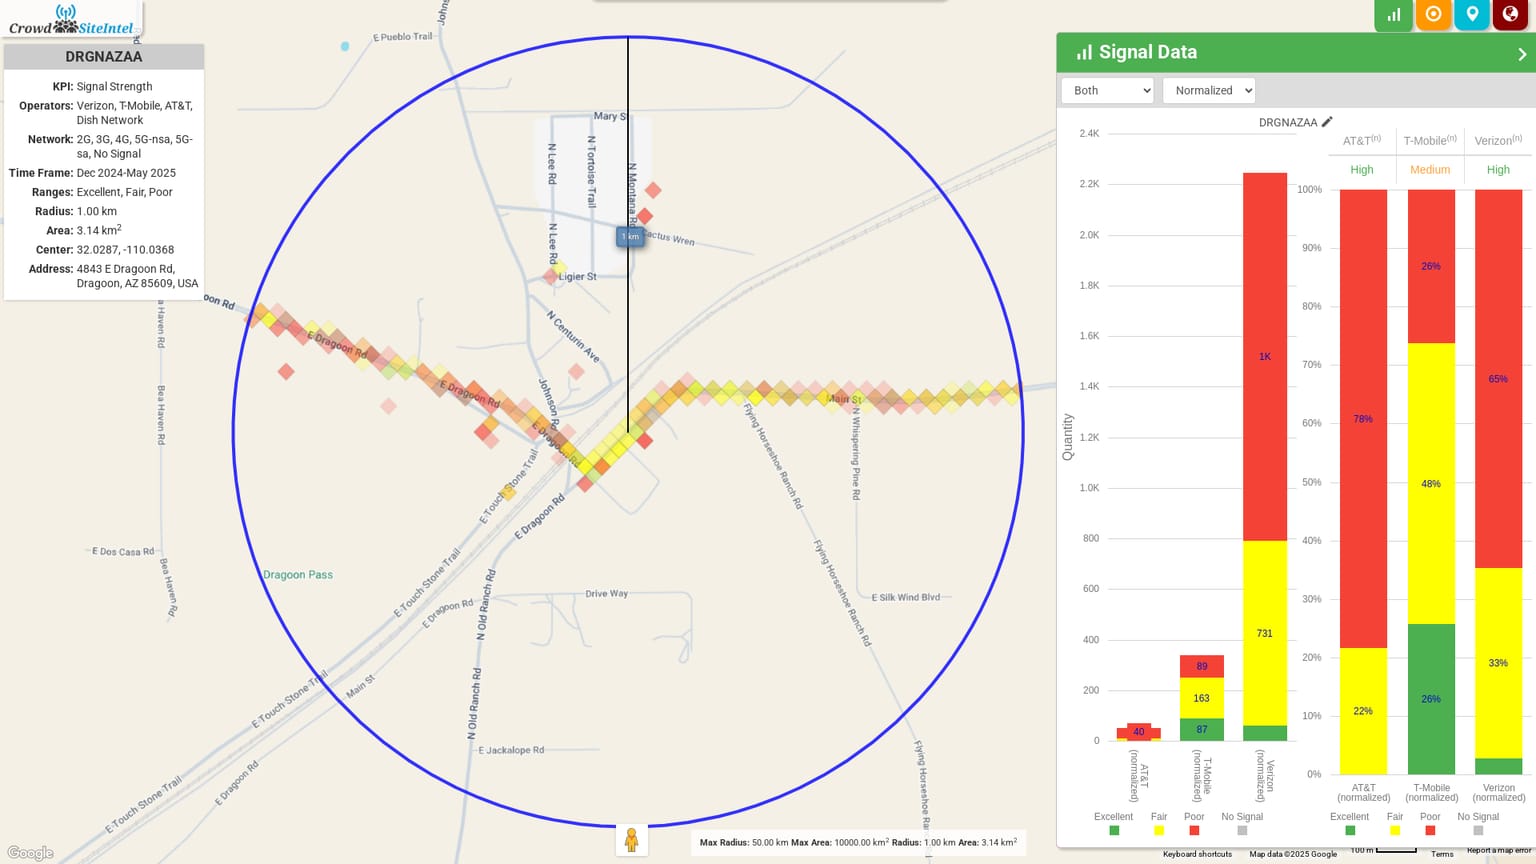 Crowd SiteIntel
DRGNAZAA
KPI: Signal Strength
Operators: Verizon, T-Mobile, AT&T,
Dish Network
Network: 2G, 3G, 4G, 5G-nsa, 5G-
sa, No Signal
Time Frame: Dec 2024-May 2025
Ranges: Excellent, Fair, Poor
Radius: 1.00 km
Area: 3.14 km²
Center: 32.0287, -110.0368
Address: 4843 E Dragoon Rd,
Dragoon, AZ 85609, USA
E Pueblo Trail
Johns
Mary St
N Lee Rd
N Tortoise Trail
N Montana Rd
N Lee Rd
1 km
Cactus Wren
Ligier St
oon Rd
a Haven Rd
N Centurin Ave
E Dragoon Rd
E Dragoon Rd
Johnson R
E Dragoon Rd
Main St
Bea Haven Rd
N Whispering Pine Rd
Flying Horseshoe Ranch Rd
E Touch Stone Trail
E Dragoon Rd
E Dos Casa Rd
Bea Haven Rd
Dragoon Pass
Flying Horseshoe Ranch Rd
E Touch Stone Trail
Drive Way
E Silk Wind Blvd
E Dragoon Rd
N Old Ranch Rd
Main St
E Touch Stone Trail
N Old Ranch Rd
E Jackalope Rd
Flying Horseshoe Ran
E Touch Stone Trail
E Dragoon Rd
Google
Max Radius: 50.00 km Max Area: 10000.00 km² Radius: 1.00 km Area: 3.14 km²
Signal Data
Both
Normalized
DRGNAZAA
Quantity
2.4K
2.2K
2.0K
1.8K
1.6K
1.4K
1.2K
1.0K
800
600
400
200
0
40
89
163
87
1K
731
AT&T
(normalized)
T-Mobile
(normalized)
Verizon
(normalized)
Excellent Fair Poor No Signal
AT&T(n) T-Mobile(n) Verizon(n)
High Medium High
100%
90%
80%
70%
60%
50%
40%
30%
20%
10%
0%
78%
22%
26%
48%
26%
65%
33%
AT&T
(normalized)
T-Mobile
(normalized)
Verizon
(normalized)
Excellent Fair Poor No Signal
Keyboard shortcuts Map data ©2025 Google 100 m Terms Report a map error